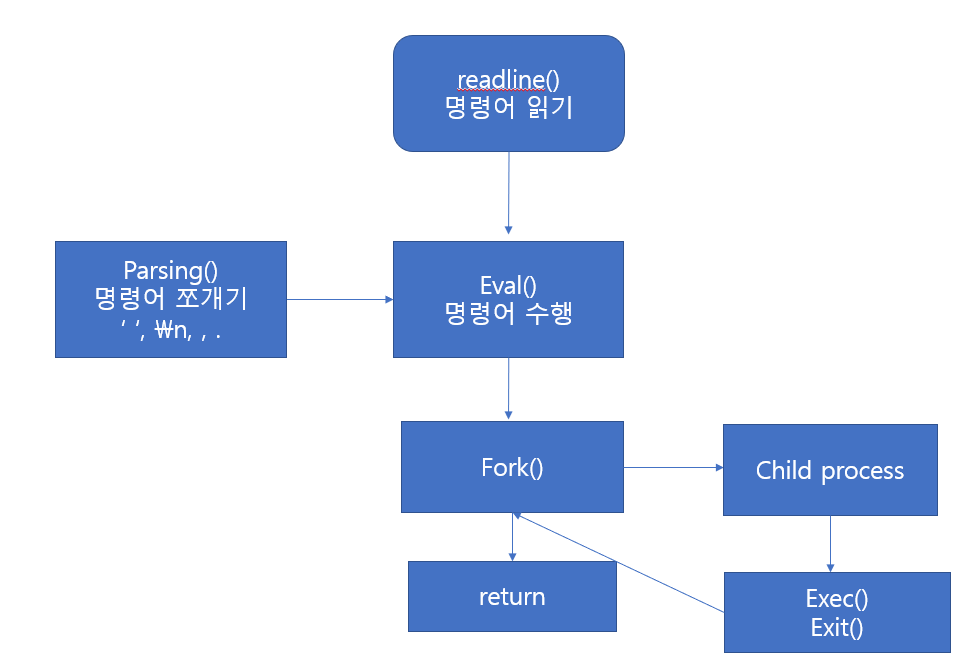 readline()
명령어 읽기
Parsing()
명령어 쪼개기
‘ ‘, ₩n, , .
Eval()
명령어 수행
Fork()
Child process
return
Exec()
Exit()